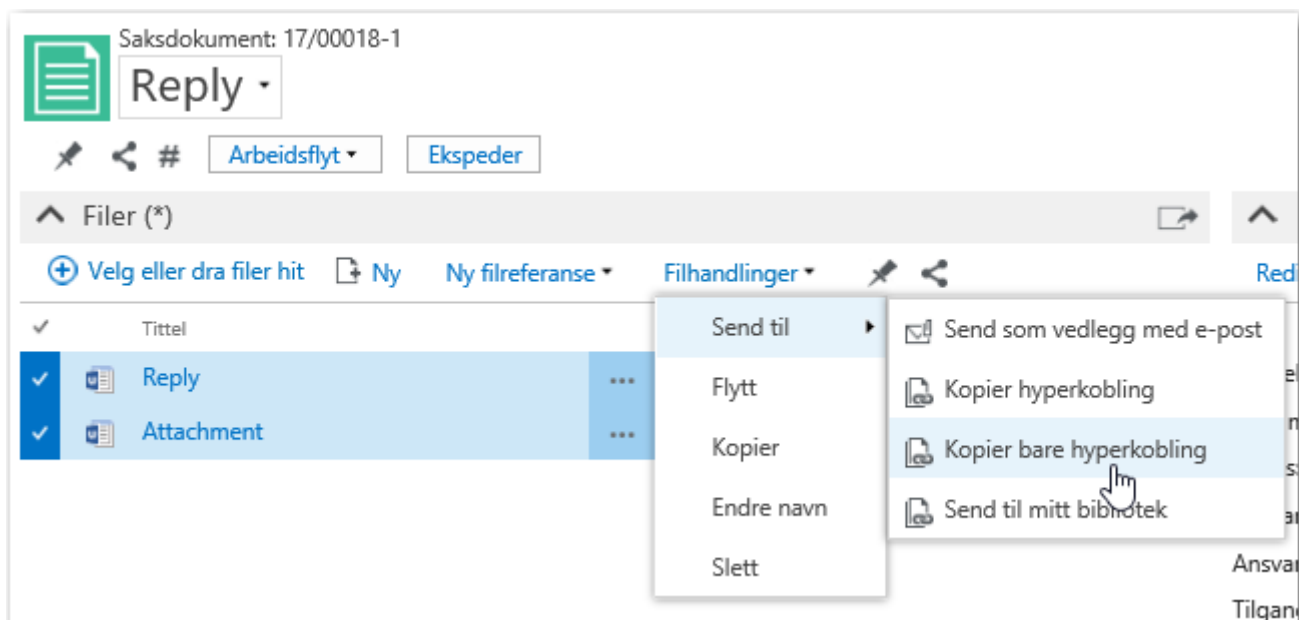 Saksdokument: 17/00018-1
Reply
# Arbeidsflyt Ekspeder
Filer (*)
Velg eller dra filer hit Ny Ny filreferanse Filhandlinger Redi
Tittel
Reply
Attachment
Send til
Flytt
Kopier
Endre navn
Slett
Send som vedlegg med e-post
Kopier hyperkobling
Kopier bare hyperkobling
Send til mitt bibliotek
Ansvar
Tilgan